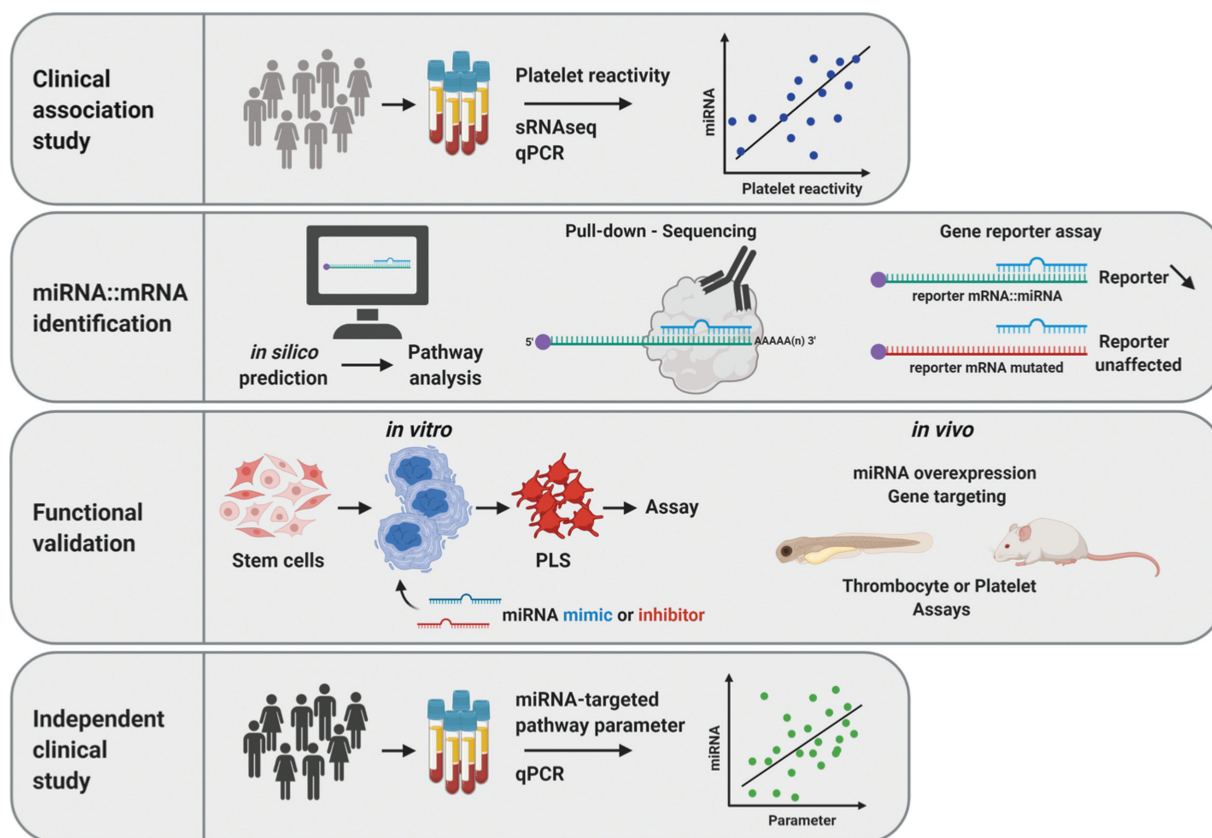 Clinical
association
study
Platelet reactivity
sRNAseq
qPCR
miRNA
Platelet reactivity
miRNA::mRNA
identification
in silico
prediction
Pathway
analysis
Pull-down - Sequencing
5'
AAAAA(n) 3'
Gene reporter assay
reporter mRNA::miRNA
Reporter
reporter mRNA mutated
Reporter
unaffected
Functional
validation
in vitro
Stem cells
PLS
Assay
miRNA mimic or inhibitor
in vivo
miRNA overexpression
Gene targeting
Thrombocyte or Platelet
Assays
Independent
clinical
study
miRNA-targeted
pathway parameter
qPCR
miRNA
Parameter